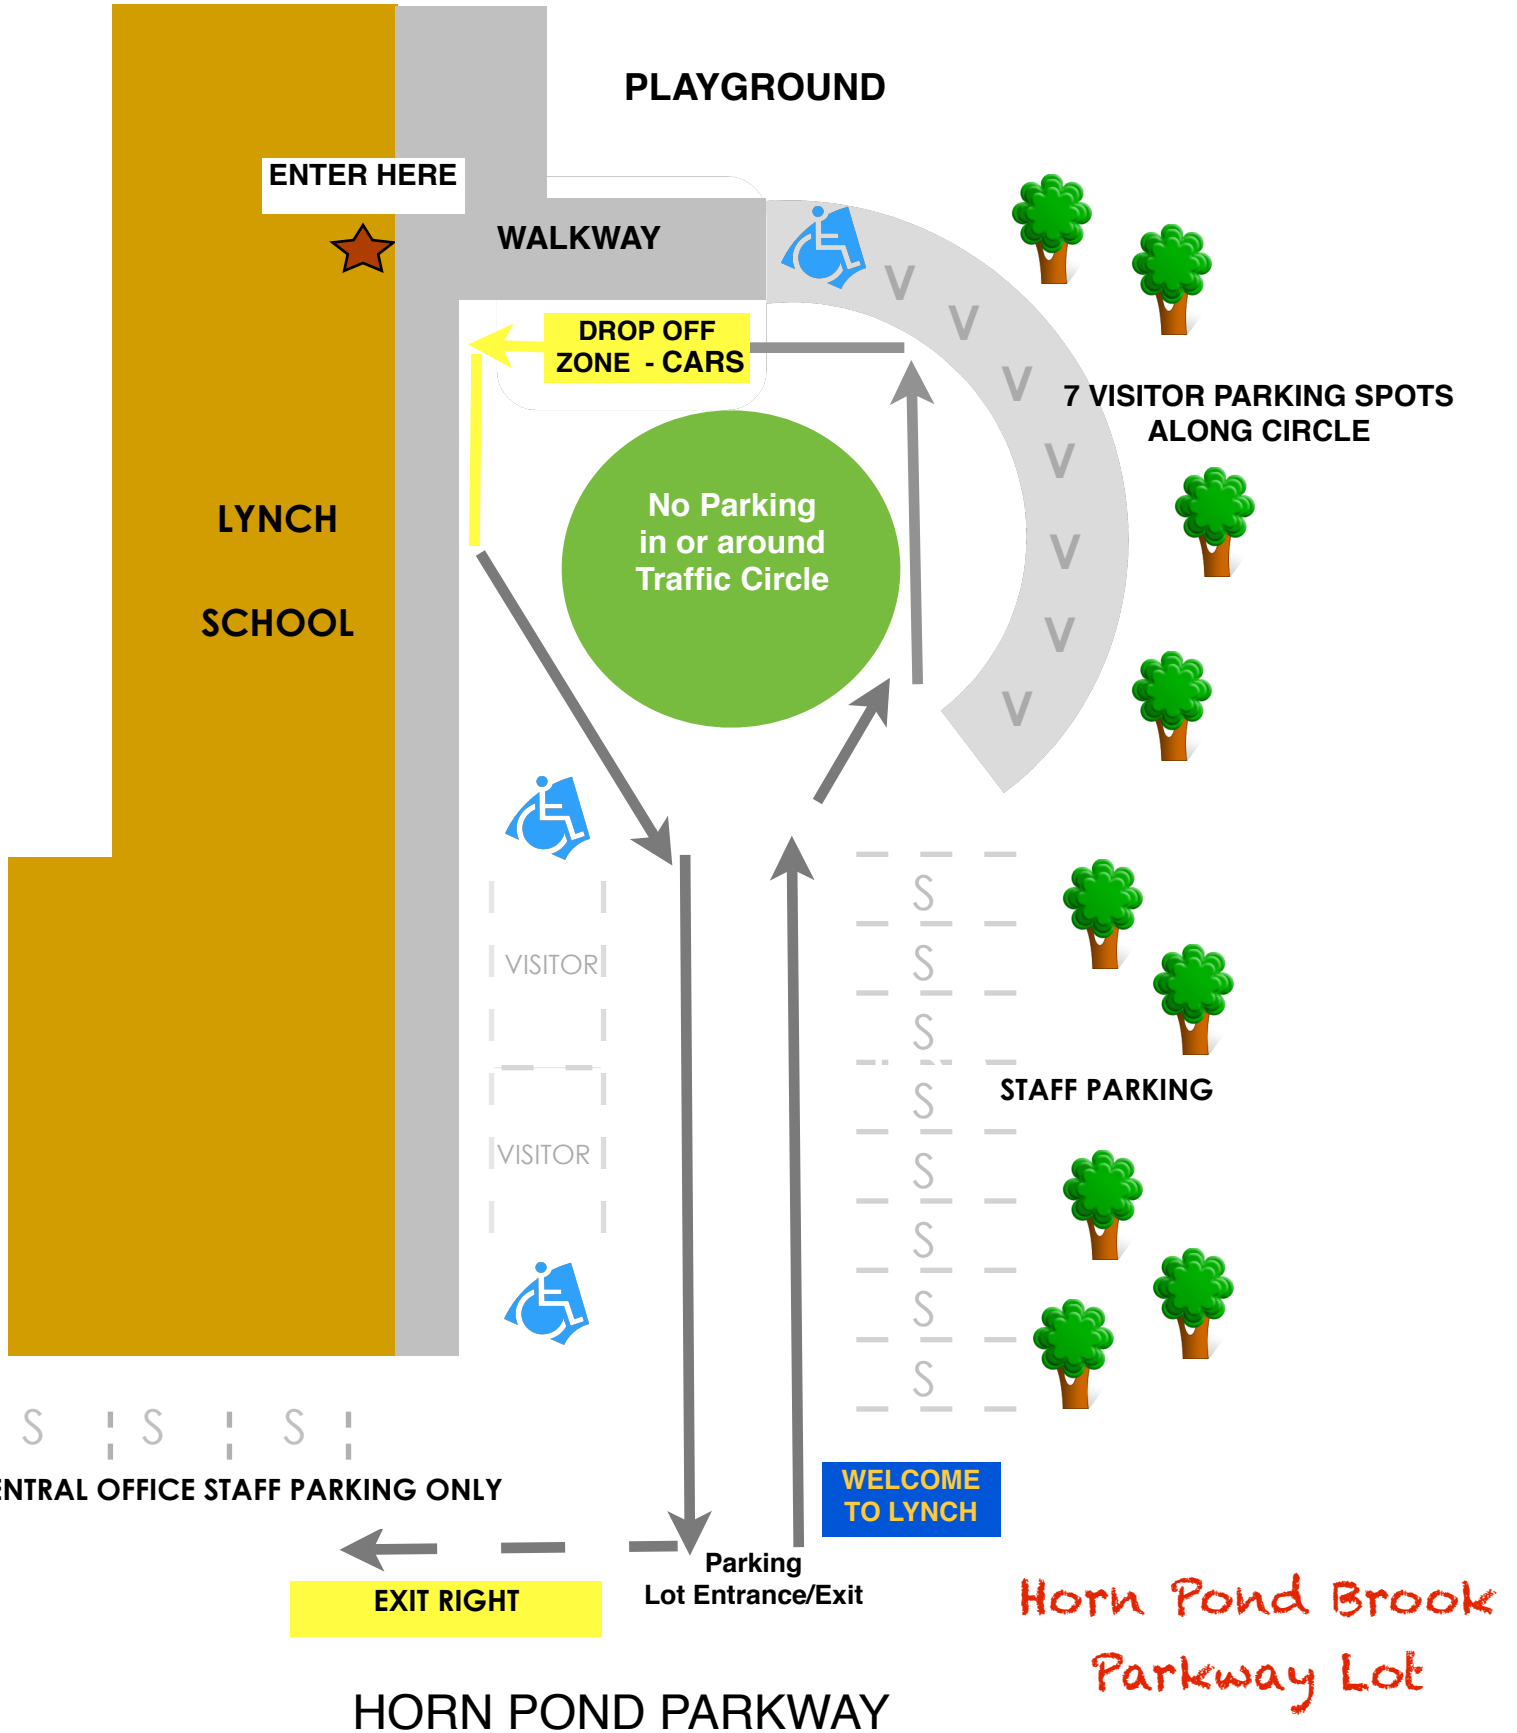 PLAYGROUND
ENTER HERE
WALKWAY
V
V
DROP OFF
ZONE - CARS
V
7 VISITOR PARKING SPOTS
ALONG CIRCLE
V
No Parking
in or around
Traffic Circle
LYNCH
V
SCHOOL
V
V
S
VISITOR
S
S
STAFF PARKING
S
VISITOR
S
S
S
S
S S S
ENTRAL OFFICE STAFF PARKING ONLY
WELCOME
TO LYNCH
Parking
Lot Entrance/Exit
EXIT RIGHT
Horn Pond Brook
Parkway Lot
HORN POND PARKWAY